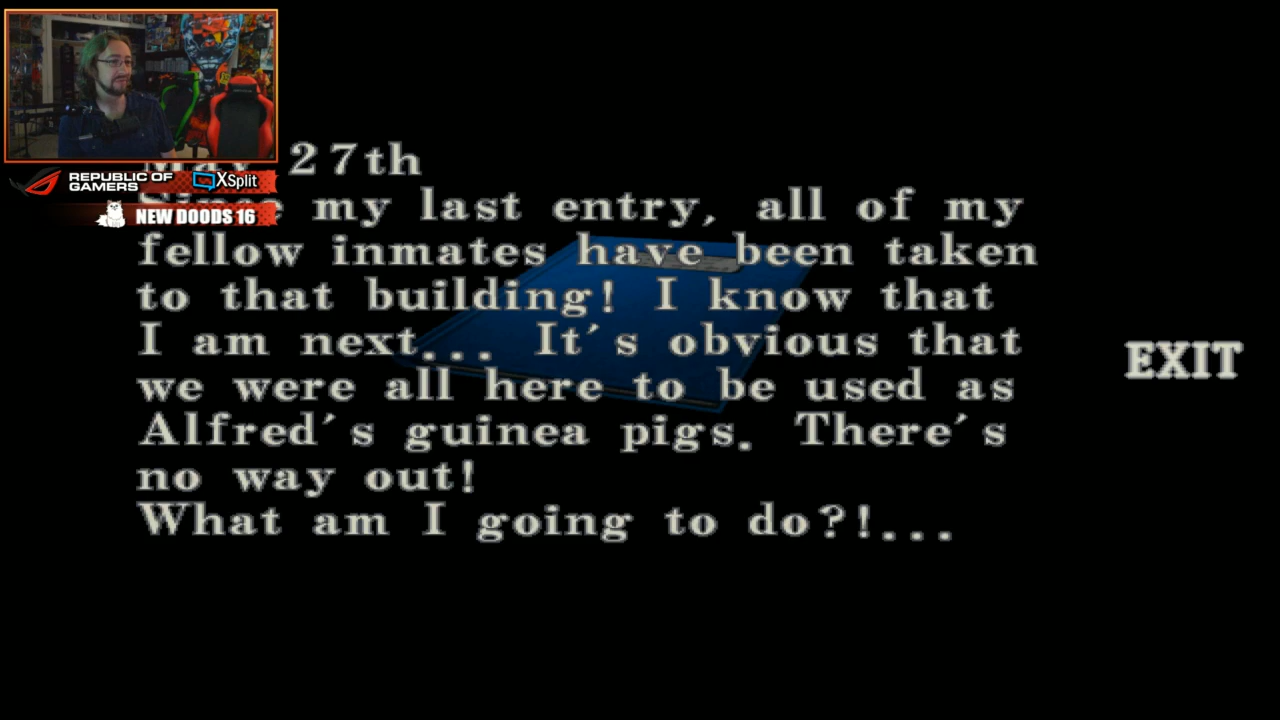 REPUBLIC OF
GAMERS
XSplit
NEW DOODS 16
May 27th
Since my last entry, all of my
fellow inmates have been taken
to that building! I know that
I am next... It's obvious that
we were all here to be used as
Alfred's guinea pigs. There's
no way out!
What am I going to do?!...
EXIT